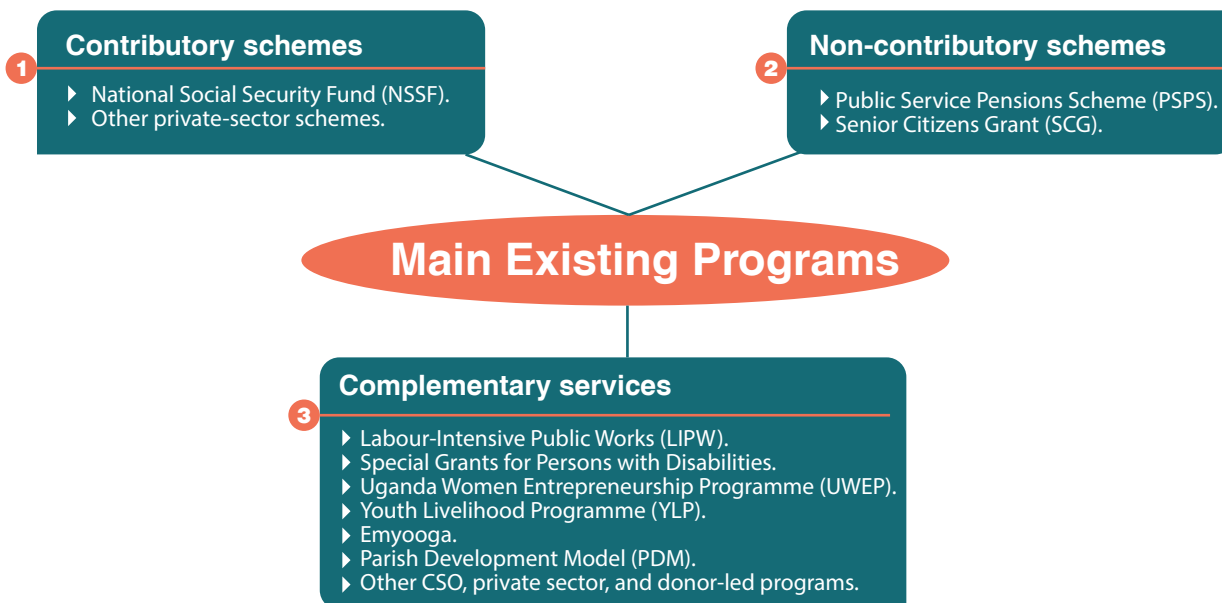 Contributory schemes
1
National Social Security Fund (NSSF).
Other private-sector schemes.
Non-contributory schemes
2
Public Service Pensions Scheme (PSPS).
Senior Citizens Grant (SCG).
Main Existing Programs
Complementary services
3
Labour-Intensive Public Works (LIPW).
Special Grants for Persons with Disabilities.
Uganda Women Entrepreneurship Programme (UWEP).
Youth Livelihood Programme (YLP).
Emyooga.
Parish Development Model (PDM).
Other CSO, private sector, and donor-led programs.